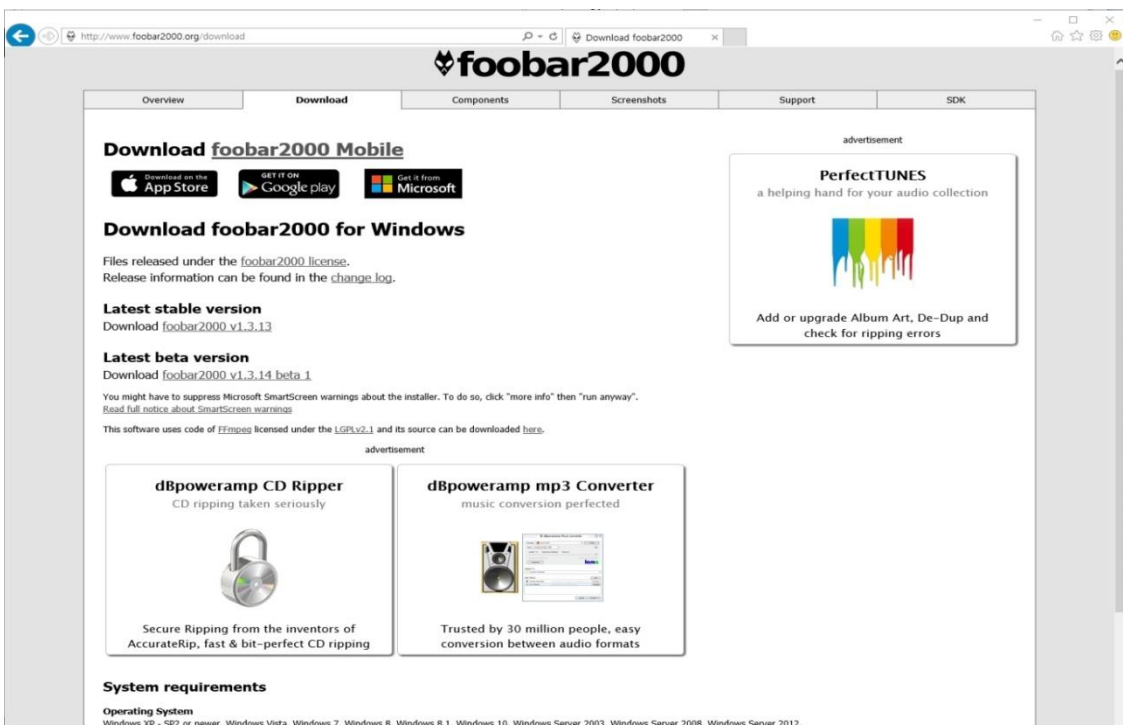 http://www.foobar2000.org/download
Download foobar2000
foobar2000
Overview
Download
Components
Screenshots
Support
SDK
Download foobar2000 Mobile
Download on the
App Store
GET IT ON
Google play
Get it from
Microsoft
Download foobar2000 for Windows
Files released under the foobar2000 license.
Release information can be found in the change log.
Latest stable version
Download foobar2000 v1.3.13
Latest beta version
Download foobar2000 v1.3.14 beta 1
You might have to suppress Microsoft SmartScreen warnings about the installer. To do so, click "more info" then "run anyway".
Read full notice about SmartScreen warnings
This software uses code of FFmpeg licensed under the LGPLv2.1 and its source can be downloaded here.
advertisement
PerfectTUNES
a helping hand for your audio collection
Add or upgrade Album Art, De-Dup and
check for ripping errors
advertisement
dBpoweramp CD Ripper
CD ripping taken seriously
Secure Ripping from the inventors of
AccurateRip, fast & bit-perfect CD ripping
dBpoweramp mp3 Converter
music conversion perfected
Trusted by 30 million people, easy
conversion between audio formats
System requirements
Operating System
Windows XP - SP2 or newer, Windows Vista, Windows 7, Windows 8, Windows 8.1, Windows 10, Windows Server 2003, Windows Server 2008, Windows Server 2012.